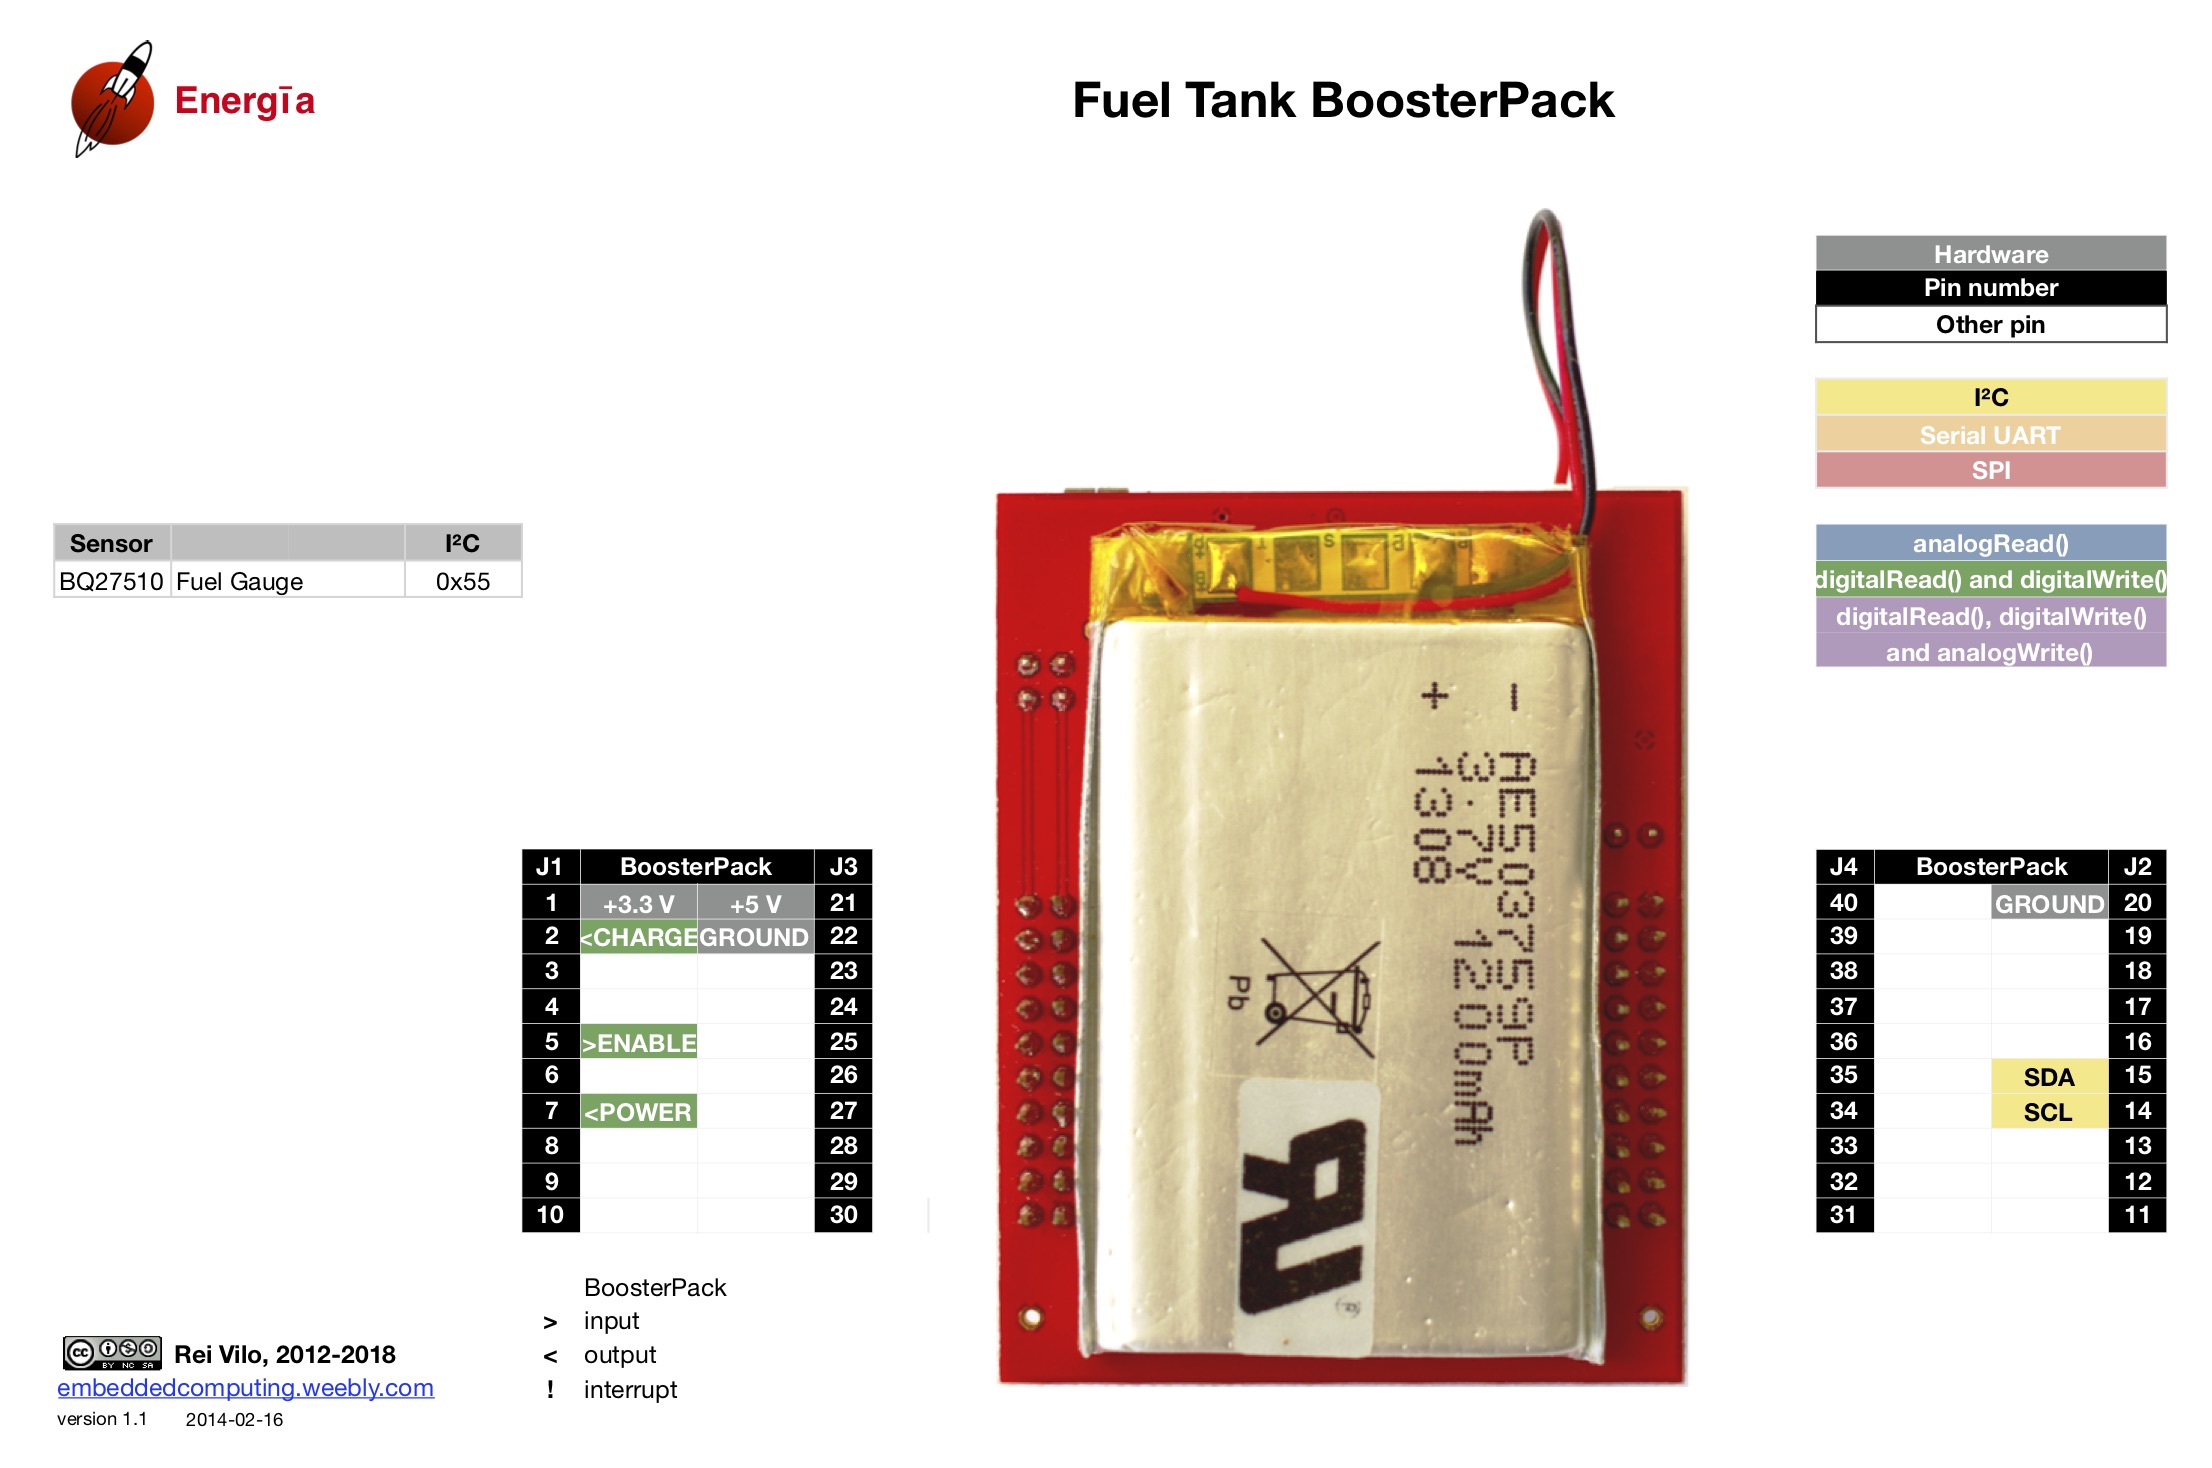 Energīa
Fuel Tank BoosterPack
Hardware
Pin number
Other pin
I²C
Serial UART
SPI
analogRead()
digitalRead() and digitalWrite()
digitalRead(), digitalWrite()
and analogWrite()
Sensor I²C
BQ27510 Fuel Gauge 0x55
J1 BoosterPack J3
1 +3.3 V +5 V 21
2 <CHARGE GROUND 22
3 23
4 24
5 >ENABLE 25
6 26
7 <POWER 27
8 28
9 29
10 30
BoosterPack
> input
< output
! interrupt
- AE503759P
+ 3.7V 1200mAh
1308
Pb
J4 BoosterPack J2
40 GROUND 20
39 19
38 18
37 17
36 16
35 SDA 15
34 SCL 14
33 13
32 12
31 11
cc BY NC SA
Rei Vilo, 2012-2018
embeddedcomputing.weebly.com
version 1.1 2014-02-16